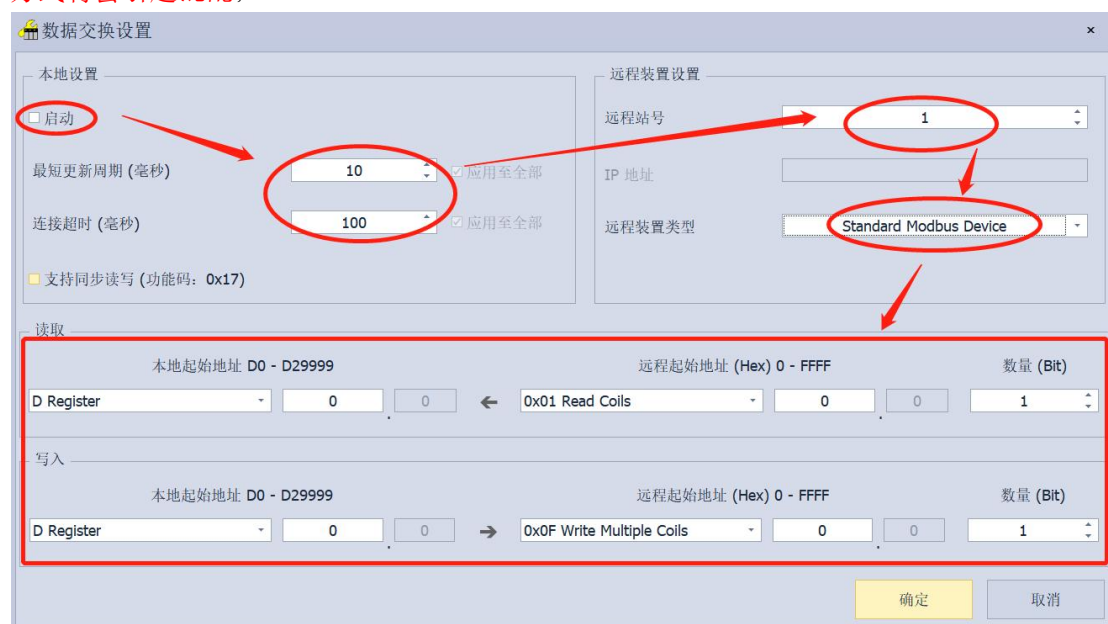 数据交换设置 ×
本地设置
启动
最短更新周期 (毫秒) 10 应用至全部
连接超时 (毫秒) 100 应用至全部
支持同步读写 (功能码: 0x17)
远程装置设置
远程站号 1
IP 地址
远程装置类型 Standard Modbus Device
读取
本地起始地址 D0 - D29999 远程起始地址 (Hex) 0 - FFFF 数量 (Bit)
D Register 0 . 0 ← 0x01 Read Coils 0 . 0 1
写入
本地起始地址 D0 - D29999 远程起始地址 (Hex) 0 - FFFF 数量 (Bit)
D Register 0 . 0 → 0x0F Write Multiple Coils 0 . 0 1
确定 取消